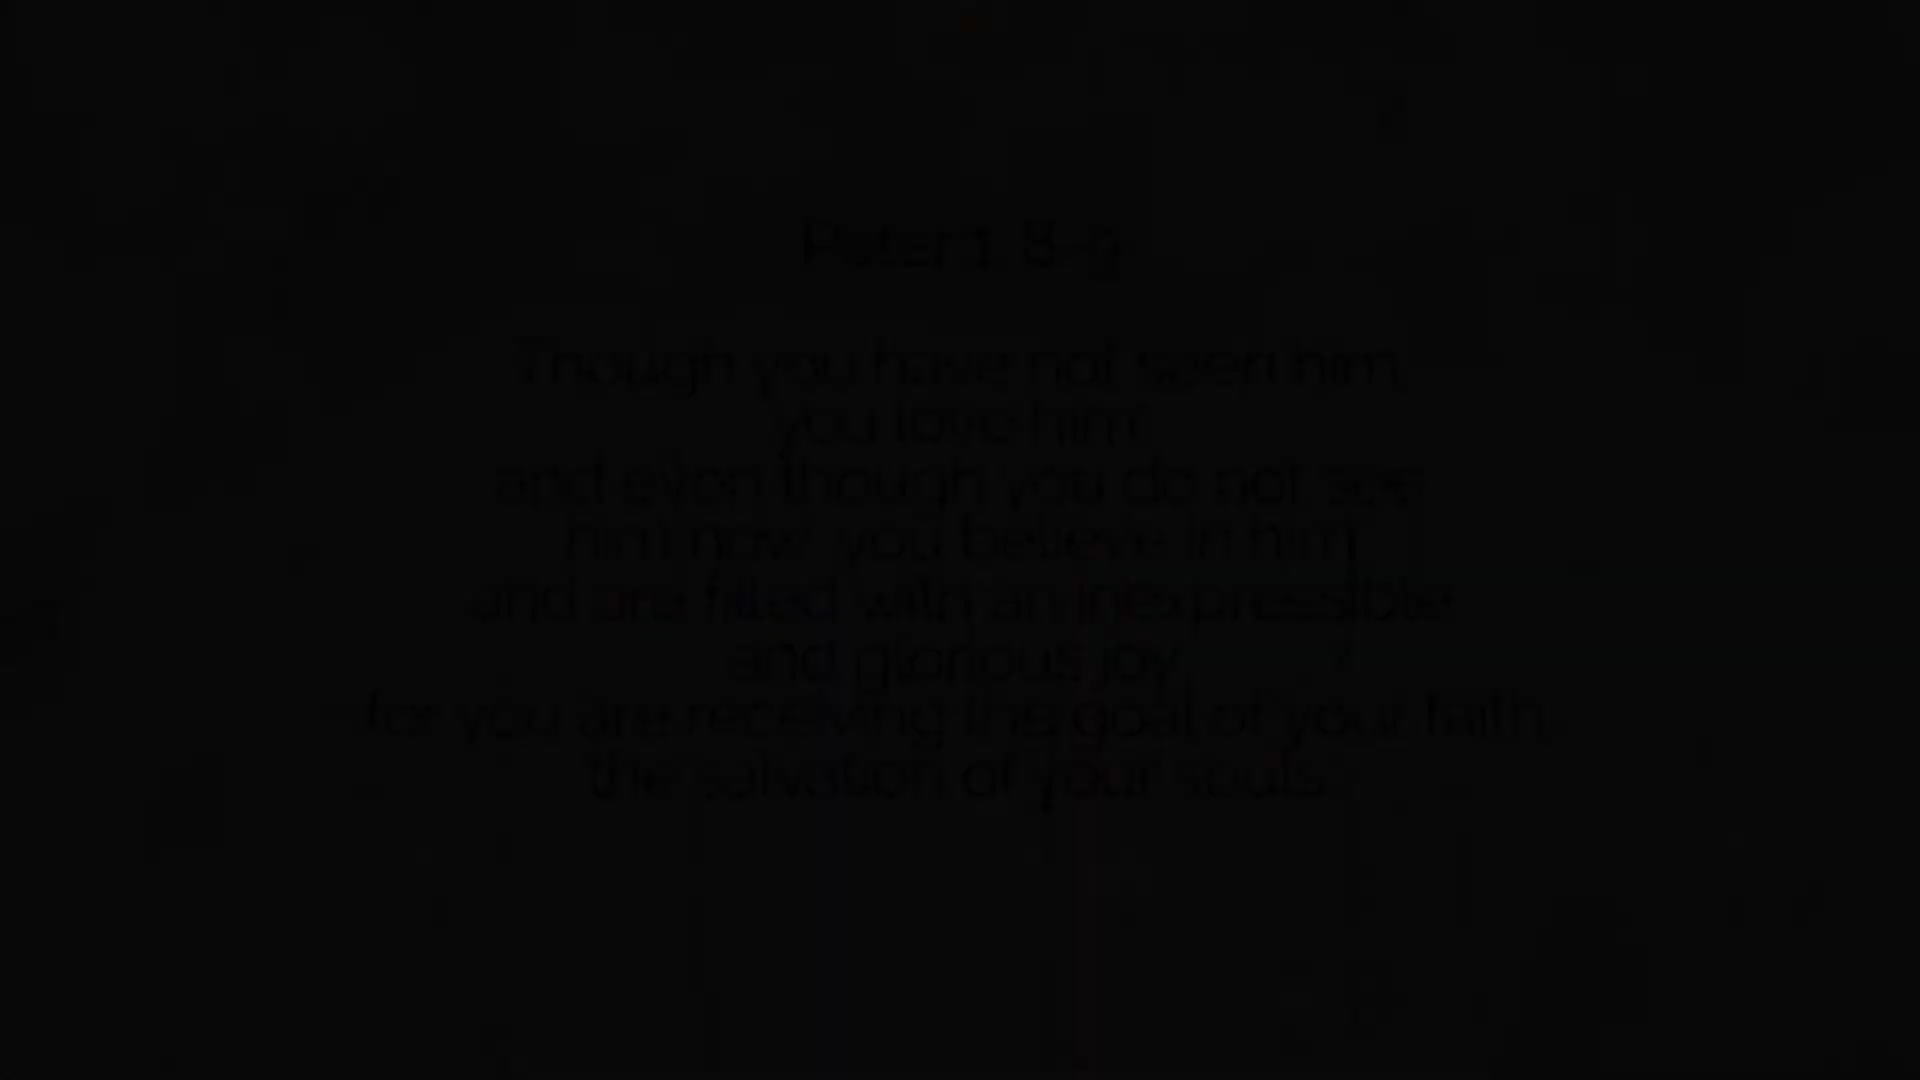 Peter 1 8-9
Though you have not seen him
you love him
and even though you do not see
him now you believe in him
and are filled with an inexpressible
and glorious joy
for you are receiving the goal of your faith
the salvation of your souls